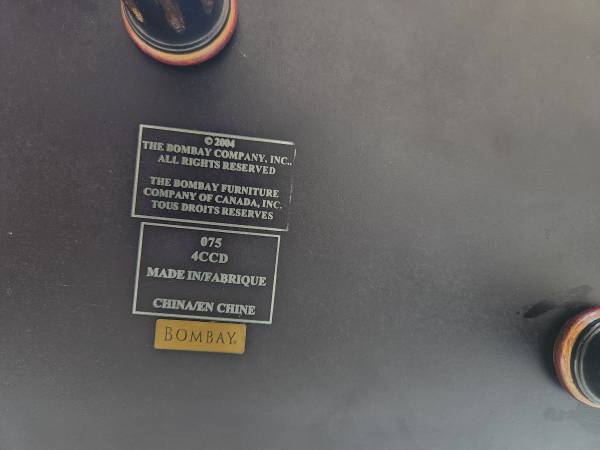 © 2004
THE BOMBAY COMPANY, INC.,
ALL RIGHTS RESERVED
THE BOMBAY FURNITURE
COMPANY OF CANADA, INC.
TOUS DROITS RESERVES
075
4CCD
MADE IN/FABRIQUE
CHINA/EN CHINE
BOMBAY